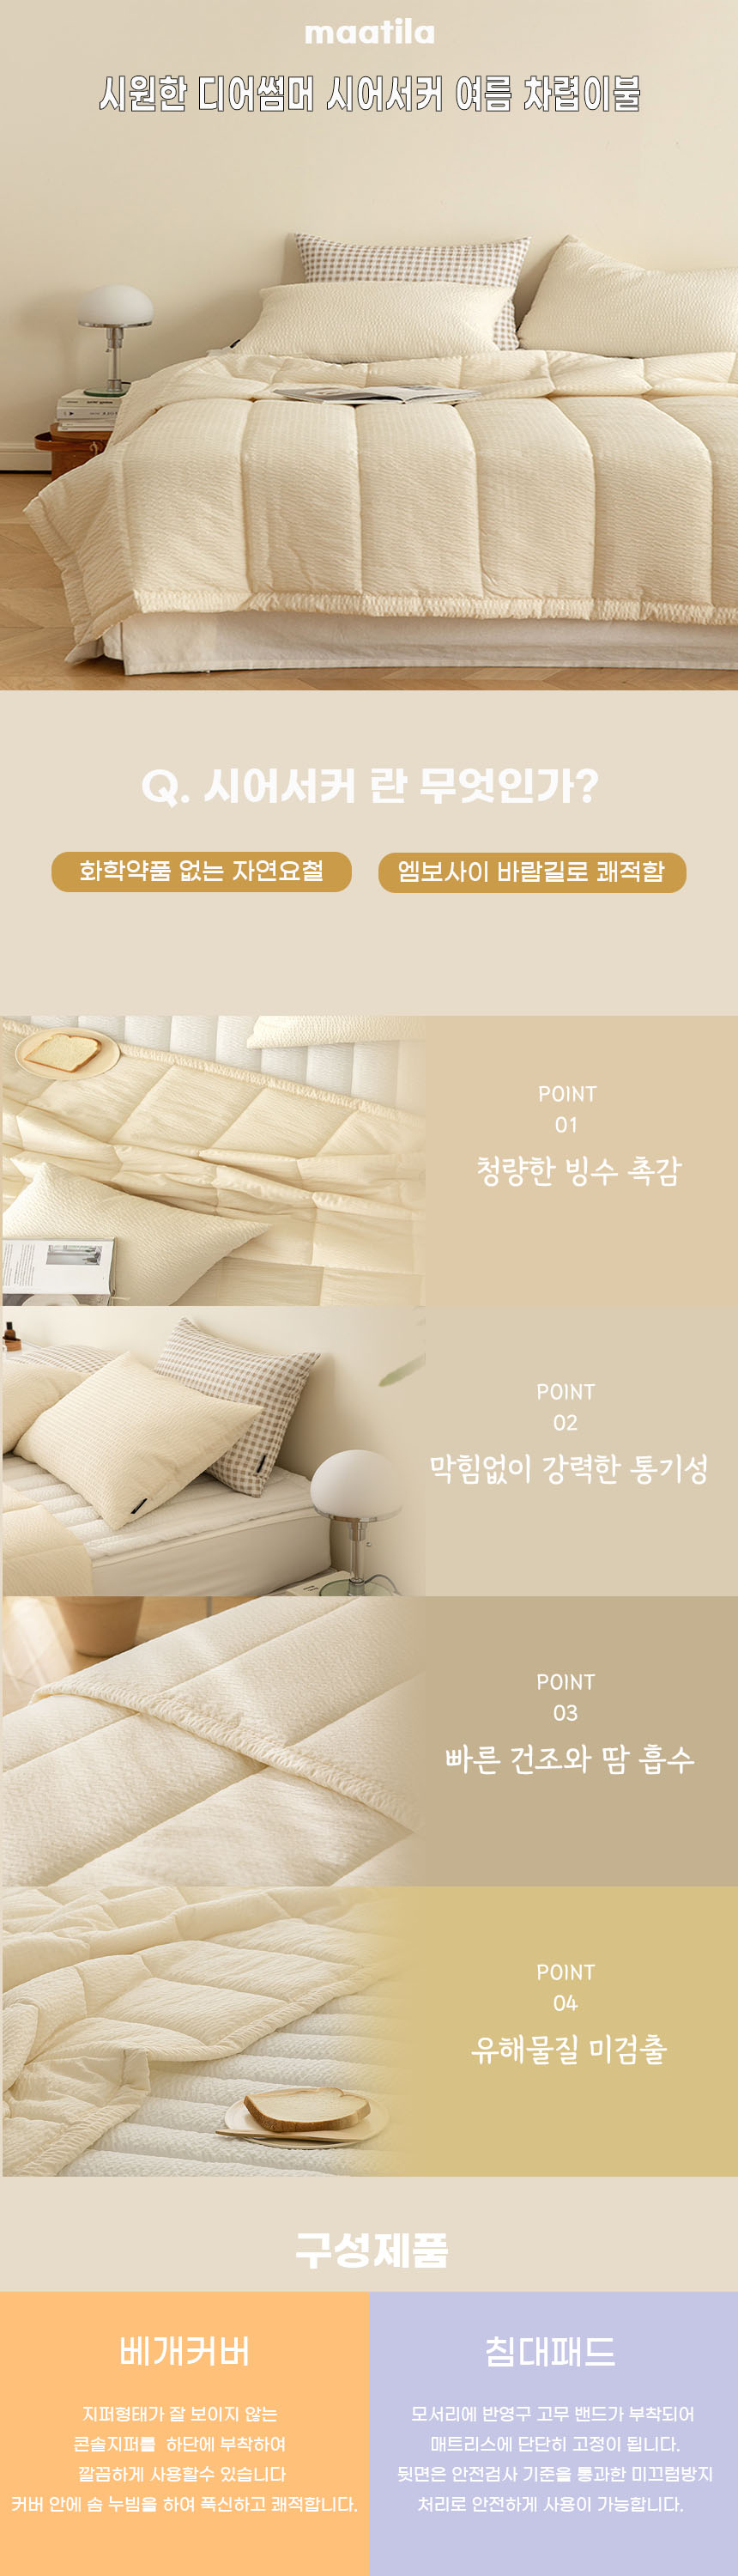 maatila
시원한 디어썸머 시어서커 여름 차렵이불
Q. 시어서커 란 무엇인가?
화학약품 없는 자연요철
엠보사이 바람길로 쾌적함
POINT
01
청량한 빙수 촉감
POINT
02
막힘없이 강력한 통기성
POINT
03
빠른 건조와 땀 흡수
POINT
04
유해물질 미검출
구성제품
베개커버
지퍼형태가 잘 보이지 않는
콘솔지퍼를 하단에 부착하여
깔끔하게 사용할수 있습니다
커버 안에 솜 누빔을 하여 푹신하고 쾌적합니다.
침대패드
모서리에 반영구 고무 밴드가 부착되어
매트리스에 단단히 고정이 됩니다.
뒷면은 안전검사 기준을 통과한 미끄럼방지
처리로 안전하게 사용이 가능합니다.